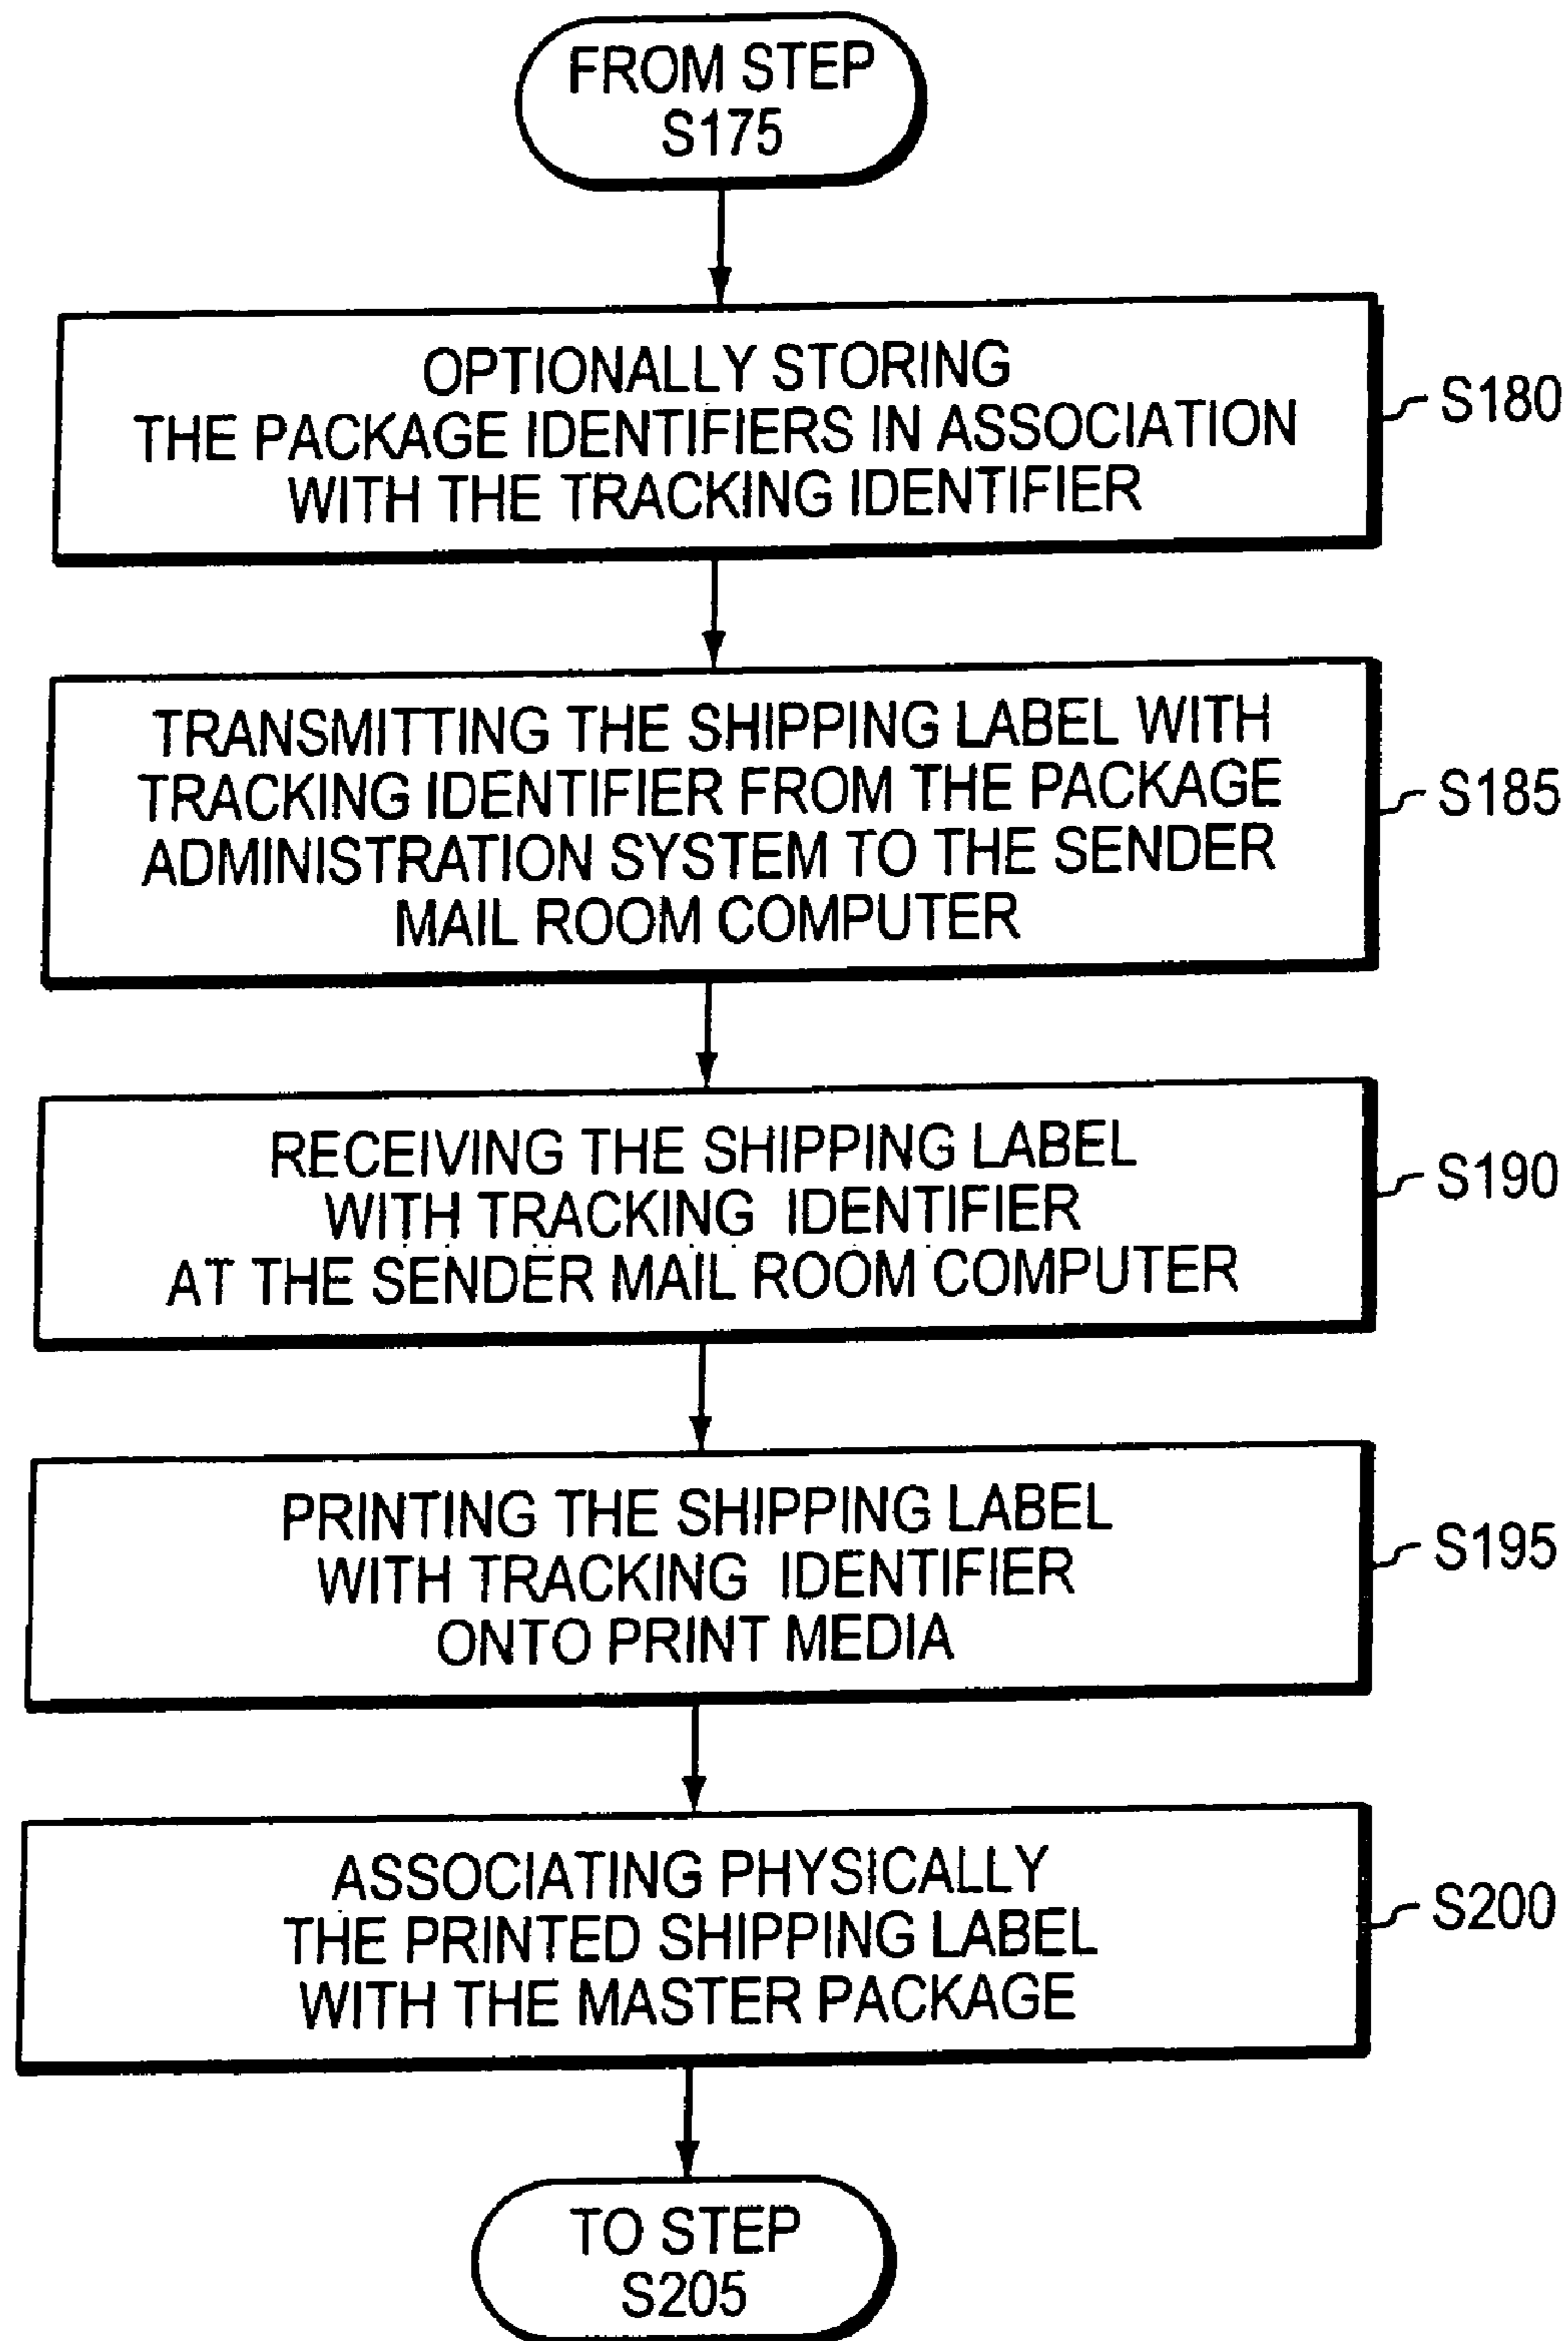 FROM STEP
S175
OPTIONALLY STORING
THE PACKAGE IDENTIFIERS IN ASSOCIATION
WITH THE TRACKING IDENTIFIER
S180
TRANSMITTING THE SHIPPING LABEL WITH
TRACKING IDENTIFIER FROM THE PACKAGE
ADMINISTRATION SYSTEM TO THE SENDER
MAIL ROOM COMPUTER
S185
RECEIVING THE SHIPPING LABEL
WITH TRACKING IDENTIFIER
AT THE SENDER MAIL ROOM COMPUTER
S190
PRINTING THE SHIPPING LABEL
WITH TRACKING IDENTIFIER
ONTO PRINT MEDIA
S195
ASSOCIATING PHYSICALLY
THE PRINTED SHIPPING LABEL
WITH THE MASTER PACKAGE
S200
TO STEP
S205